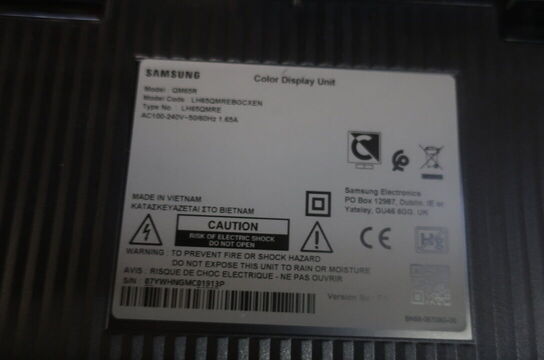 SAMSUNG
Color Display Unit
Model : QM65R
Model Code : LH65QMREBGCXEN
Type No. : LH65QMRE
AC100-240V~50/60Hz 1.65A
Samsung Electronics
PO Box 12987, Dublin. IE or
Yateley, GU46 6GG, UK
MADE IN VIETNAM
ΚΑΤΑΣΚΕΥΑΖΕΤΑΙ ΣΤΟ ΒΙΕΤΝΑΜ
CAUTION
RISK OF ELECTRIC SHOCK
DO NOT OPEN
CE
WARNING : TO PREVENT FIRE OR SHOCK HAZARD
DO NOT EXPOSE THIS UNIT TO RAIN OR MOISTURE
AVIS : RISQUE DE CHOC ELECTRIQUE - NE PAS OUVRIR
S/N : 07YWHNGMC01913P
Version No :